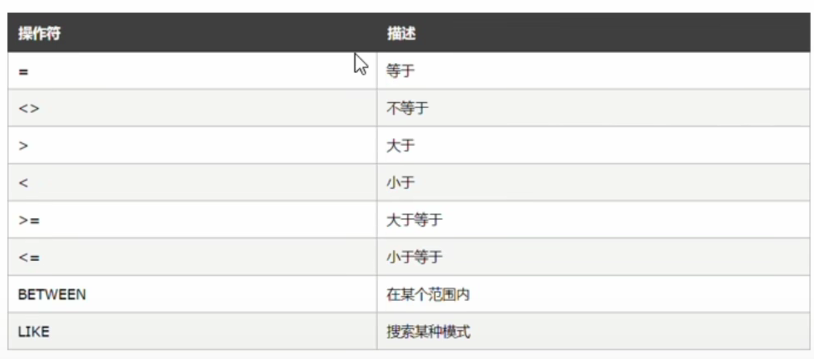 操作符 描述
= 等于
<> 不等于
> 大于
< 小于
>= 大于等于
<= 小于等于
BETWEEN 在某个范围内
LIKE 搜索某种模式